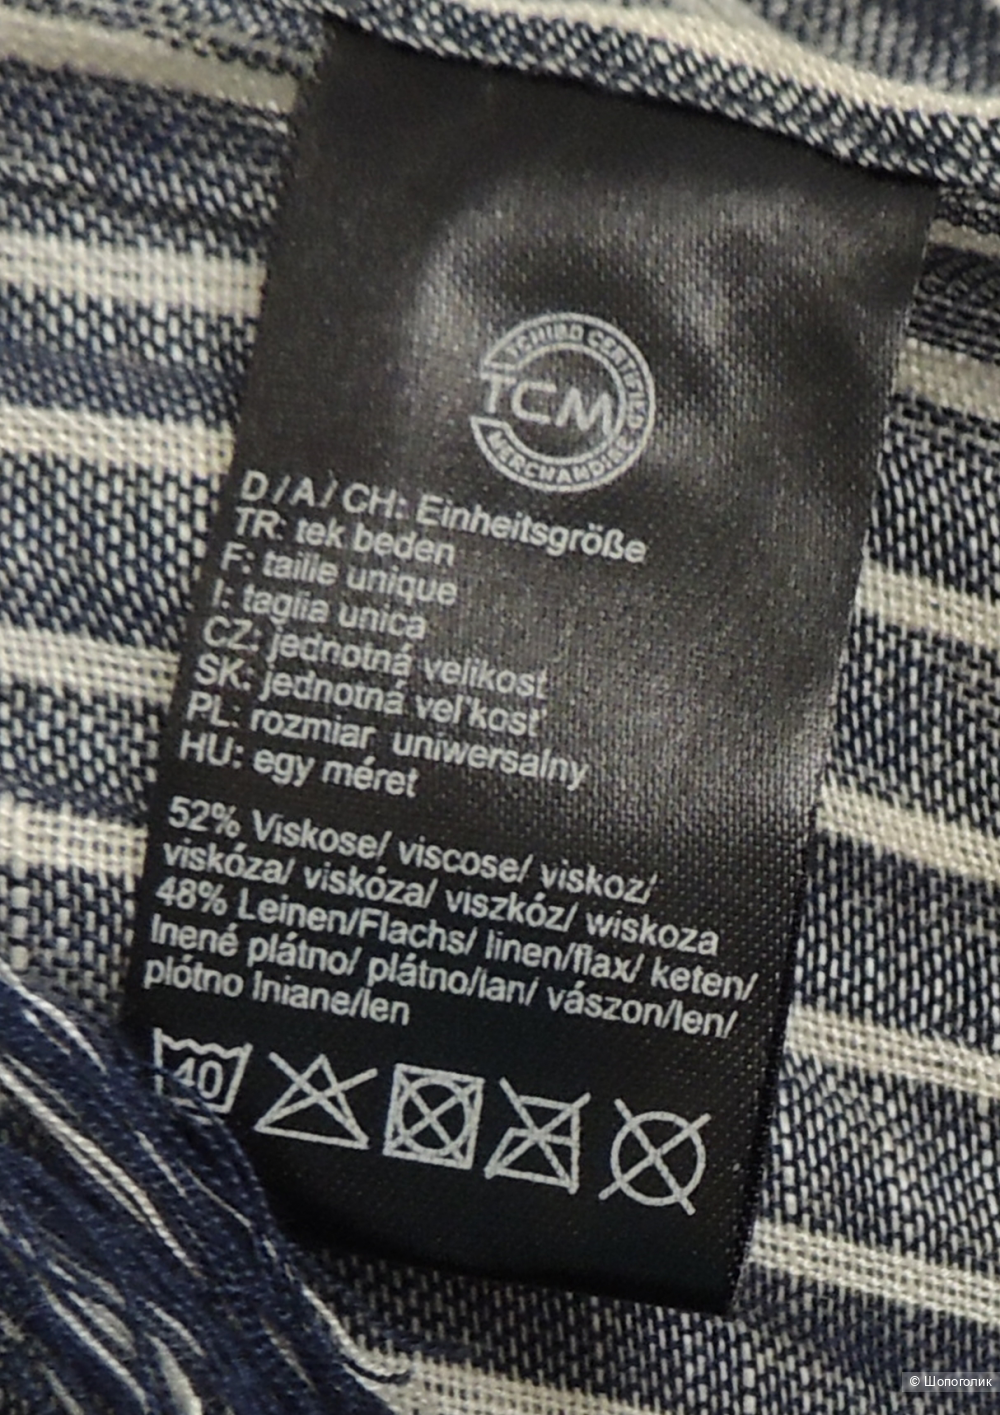 TCHIBO CERTIFIED
TCM
MERCHANDISE
D/A/CH: Einheitsgröße
TR: tek beden
F: taille unique
I: taglia unica
CZ: jednotná velikost
SK: jednotná vel'kost'
PL: rozmiar uniwersalny
HU: egy méret
52% Viskose/ viscose/ viskoz/
viskóza/ viskóza/ viszkóz/ wiskoza
48% Leinen/Flachs/ linen/flax/ keten/
lnené plátno/ plátno/lan/ vászon/len/
płótno lniane/len
40
© Шопоголик